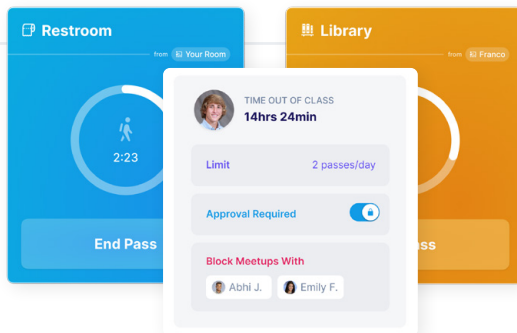 Restroom
from Your Room
2:23
End Pass
Library
from Franco
TIME OUT OF CLASS
14hrs 24min
Limit 2 passes/day
Approval Required
Block Meetups With
Abhi J. Emily F.